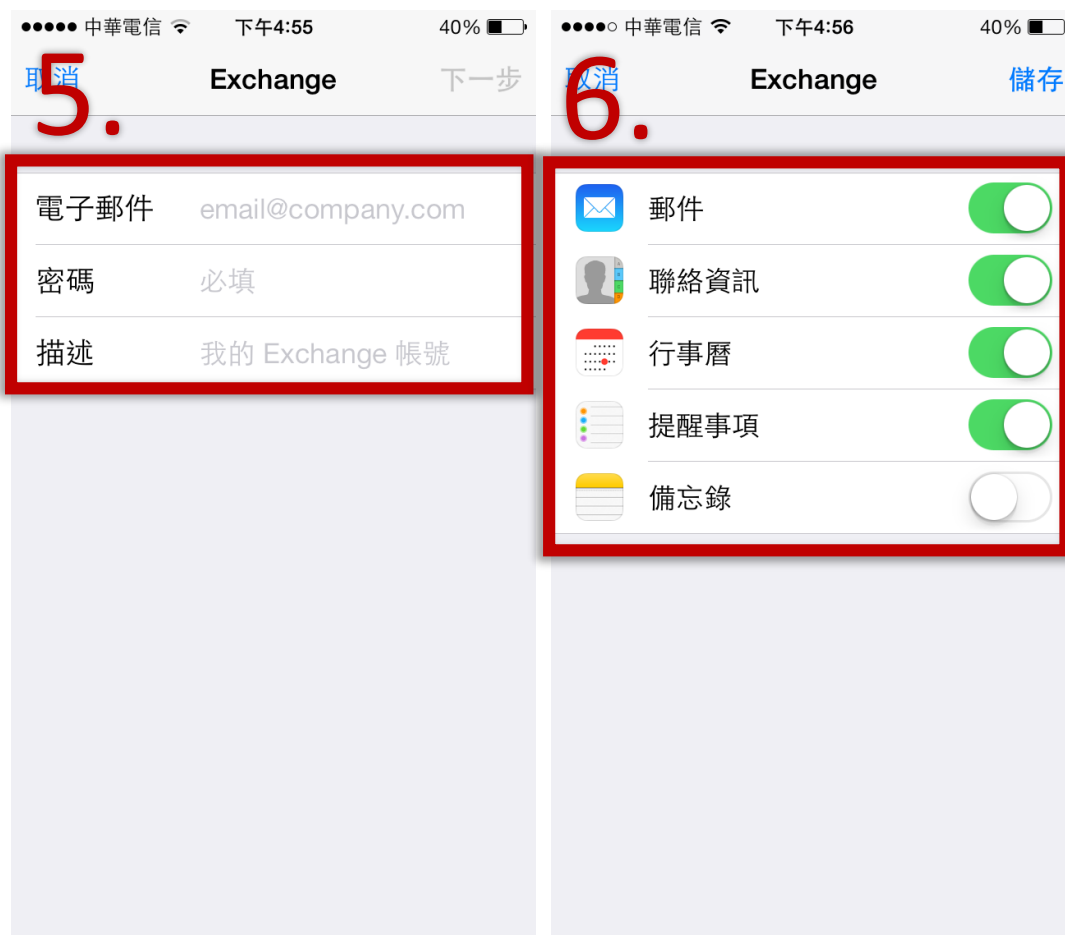 中華電信 下午4:55 40%
取消 Exchange 下一步
5.
電子郵件 email@company.com
密碼 必填
描述 我的 Exchange 帳號
中華電信 下午4:56 40%
取消 Exchange 儲存
6.
郵件
聯絡資訊
行事曆
提醒事項
備忘錄